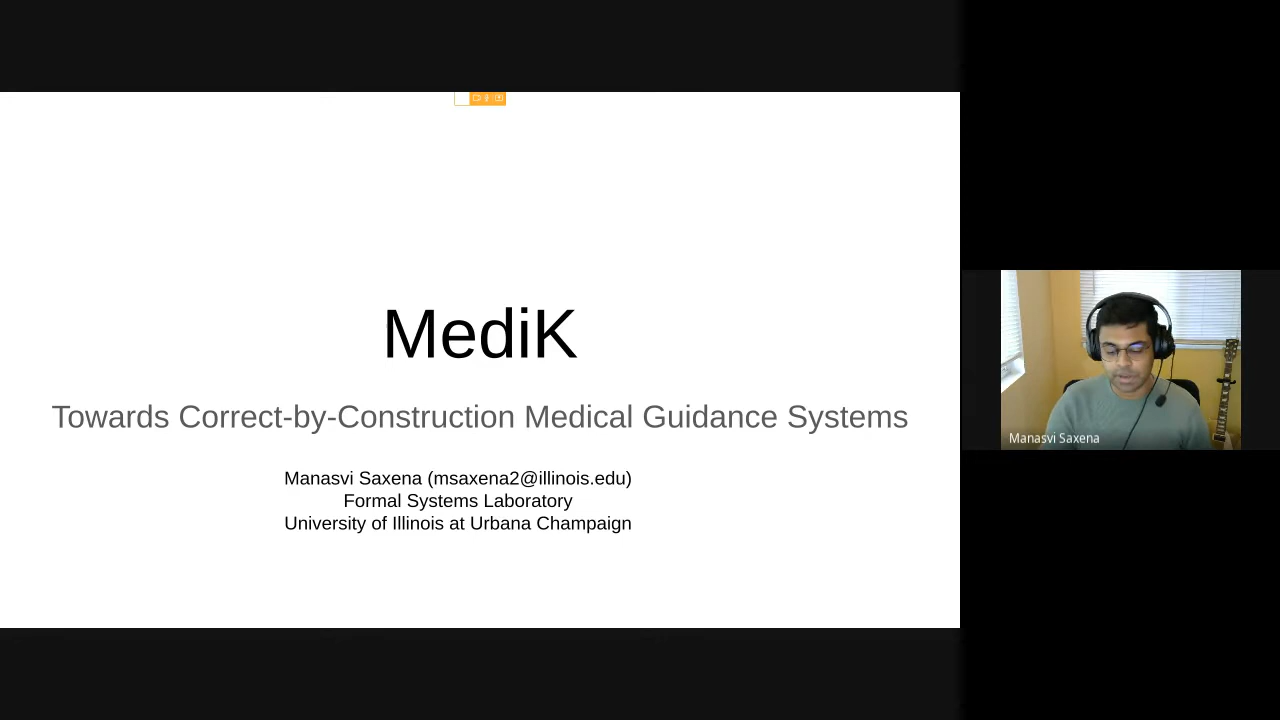 MediK
Towards Correct-by-Construction Medical Guidance Systems
Manasvi Saxena (msaxena2@illinois.edu)
Formal Systems Laboratory
University of Illinois at Urbana Champaign
Manasvi Saxena